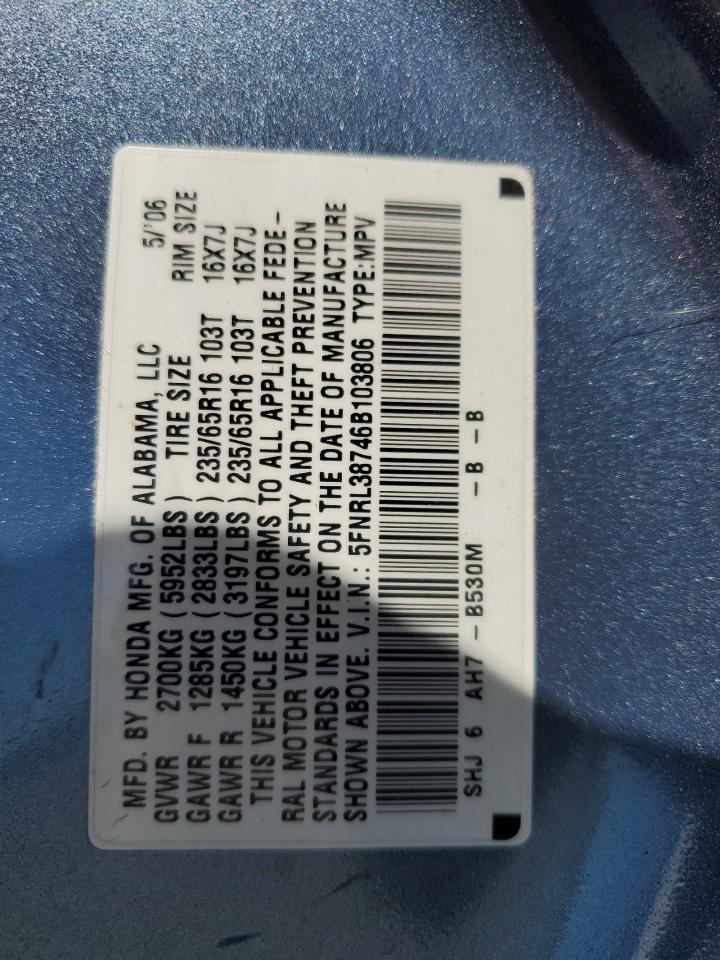 MFD. BY HONDA MFG. OF ALABAMA, LLC 5/'06
GVWR 2700KG ( 5952LBS ) TIRE SIZE RIM SIZE
GAWR F 1285KG ( 2833LBS ) 235/65R16 103T 16X7J
GAWR R 1450KG ( 3197LBS ) 235/65R16 103T 16X7J
THIS VEHICLE CONFORMS TO ALL APPLICABLE FEDE-
RAL MOTOR VEHICLE SAFETY AND THEFT PREVENTION
STANDARDS IN EFFECT ON THE DATE OF MANUFACTURE
SHOWN ABOVE. V.I.N.: 5FNRL38746B103806 TYPE:MPV
SHJ 6 AH7 - B530M -B -B